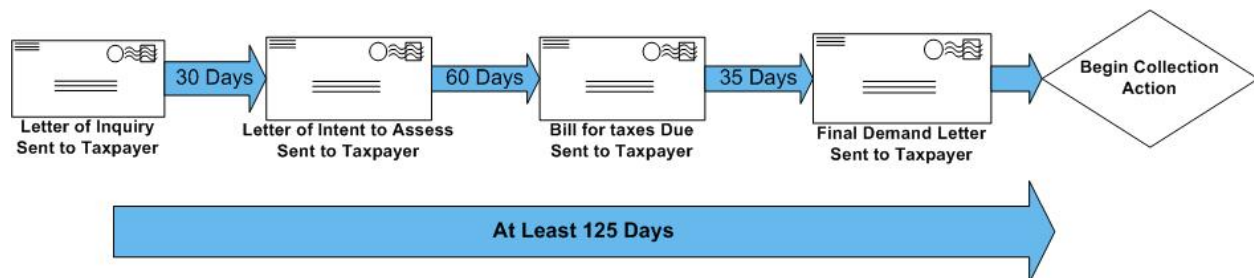 30 Days
60 Days
35 Days
Begin Collection
Action
Letter of Inquiry
Sent to Taxpayer
Letter of Intent to Assess
Sent to Taxpayer
Bill for taxes Due
Sent to Taxpayer
Final Demand Letter
Sent to Taxpayer
At Least 125 Days